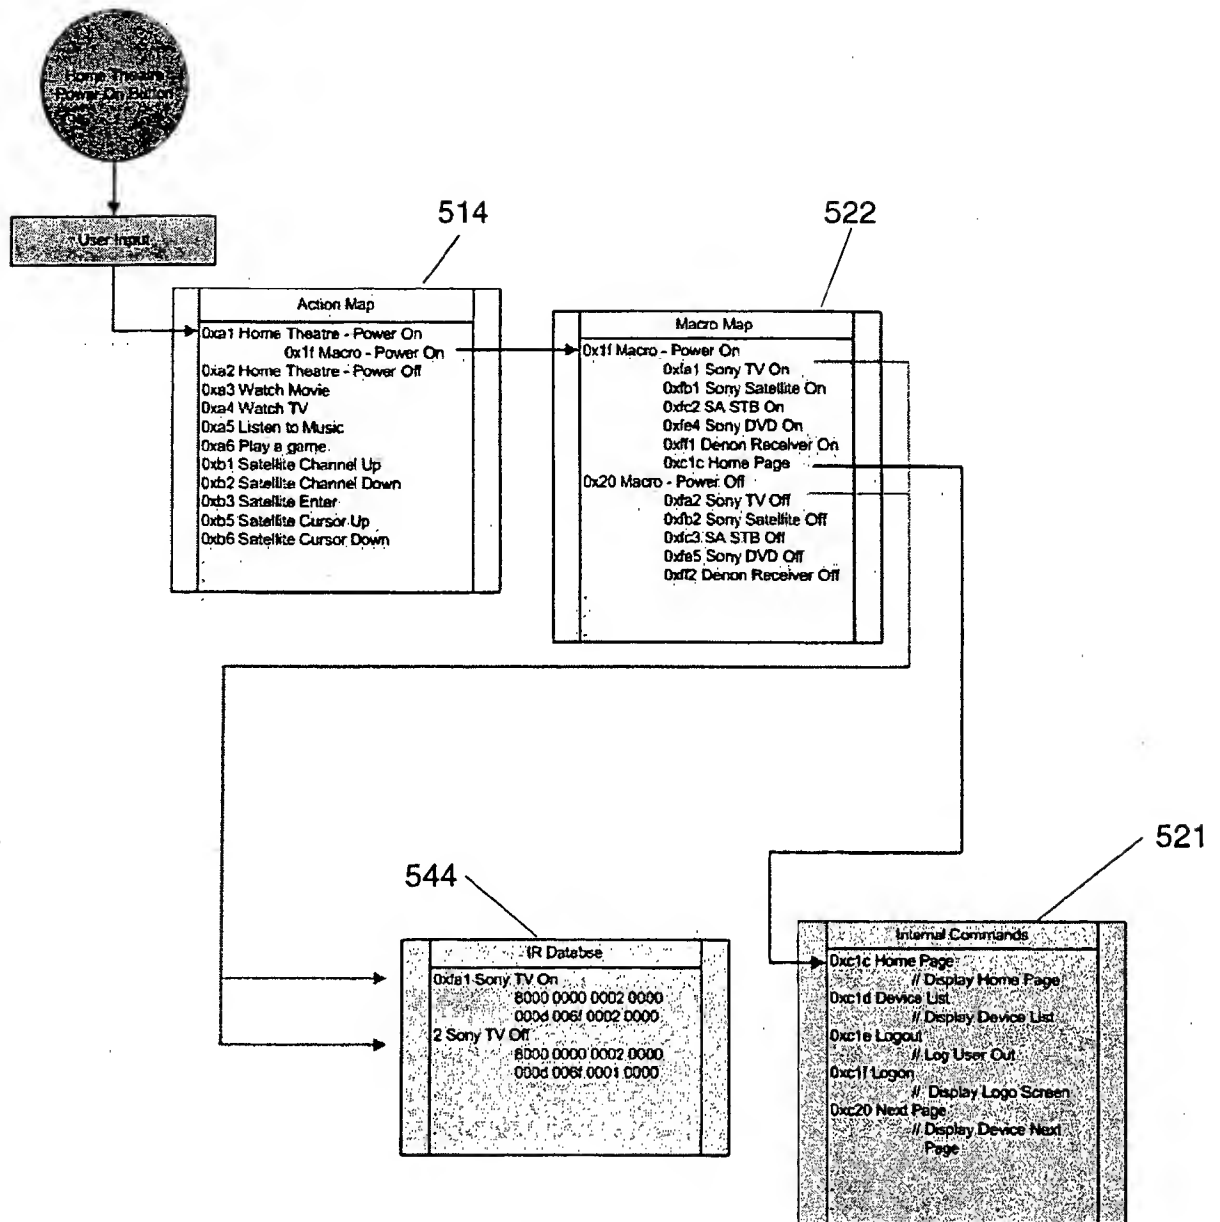 Home Theatre
Power On Button
User Input
514
Action Map
0xa1 Home Theatre - Power On
0x1f Macro - Power On
0xa2 Home Theatre - Power Off
0xa3 Watch Movie
0xa4 Watch TV
0xa5 Listen to Music
0xa6 Play a game
0xb1 Satellite Channel Up
0xb2 Satellite Channel Down
0xb3 Satellite Enter
0xb5 Satellite Cursor Up
0xb6 Satellite Cursor Down
522
Macro Map
0x1f Macro - Power On
0xfa1 Sony TV On
0xfb1 Sony Satellite On
0xfc2 SA STB On
0xfe4 Sony DVD On
0xff1 Denon Receiver On
0xc1c Home Page
0x20 Macro - Power Off
0xfa2 Sony TV Off
0xfb2 Sony Satellite Off
0xfc3 SA STB Off
0xfe5 Sony DVD Off
0xff2 Denon Receiver Off
544
IR Databse
0xfa1 Sony TV On
8000 0000 0002 0000
000d 006f 0002 0000
2 Sony TV Off
8000 0000 0002 0000
000d 006f 0001 0000
521
Internal Commands
0xc1c Home Page
// Display Home Page
0xc1d Device List
// Display Device List
0xc1e Logout
// Log User Out
0xc1f Logon
// Display Logo Screen
0xc20 Next Page
// Display Device Next
Page